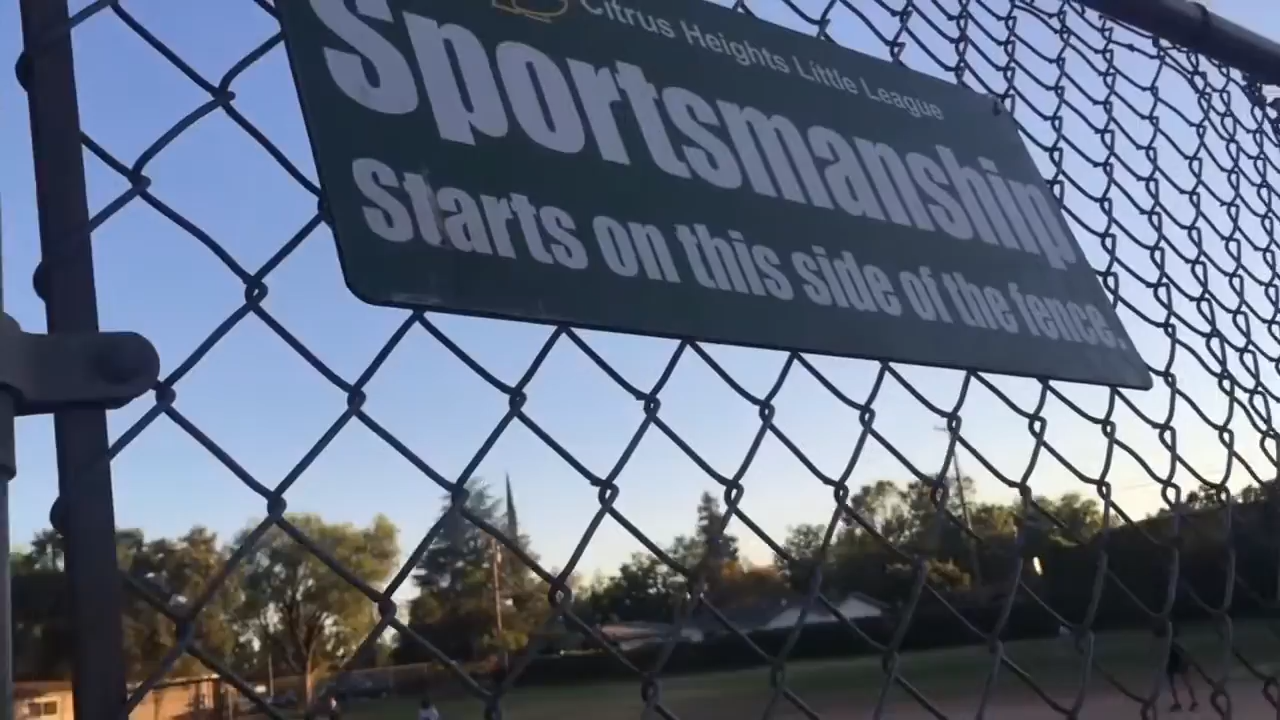 Citrus Heights Little League
Sportsmanship
Starts on this side of the fence.